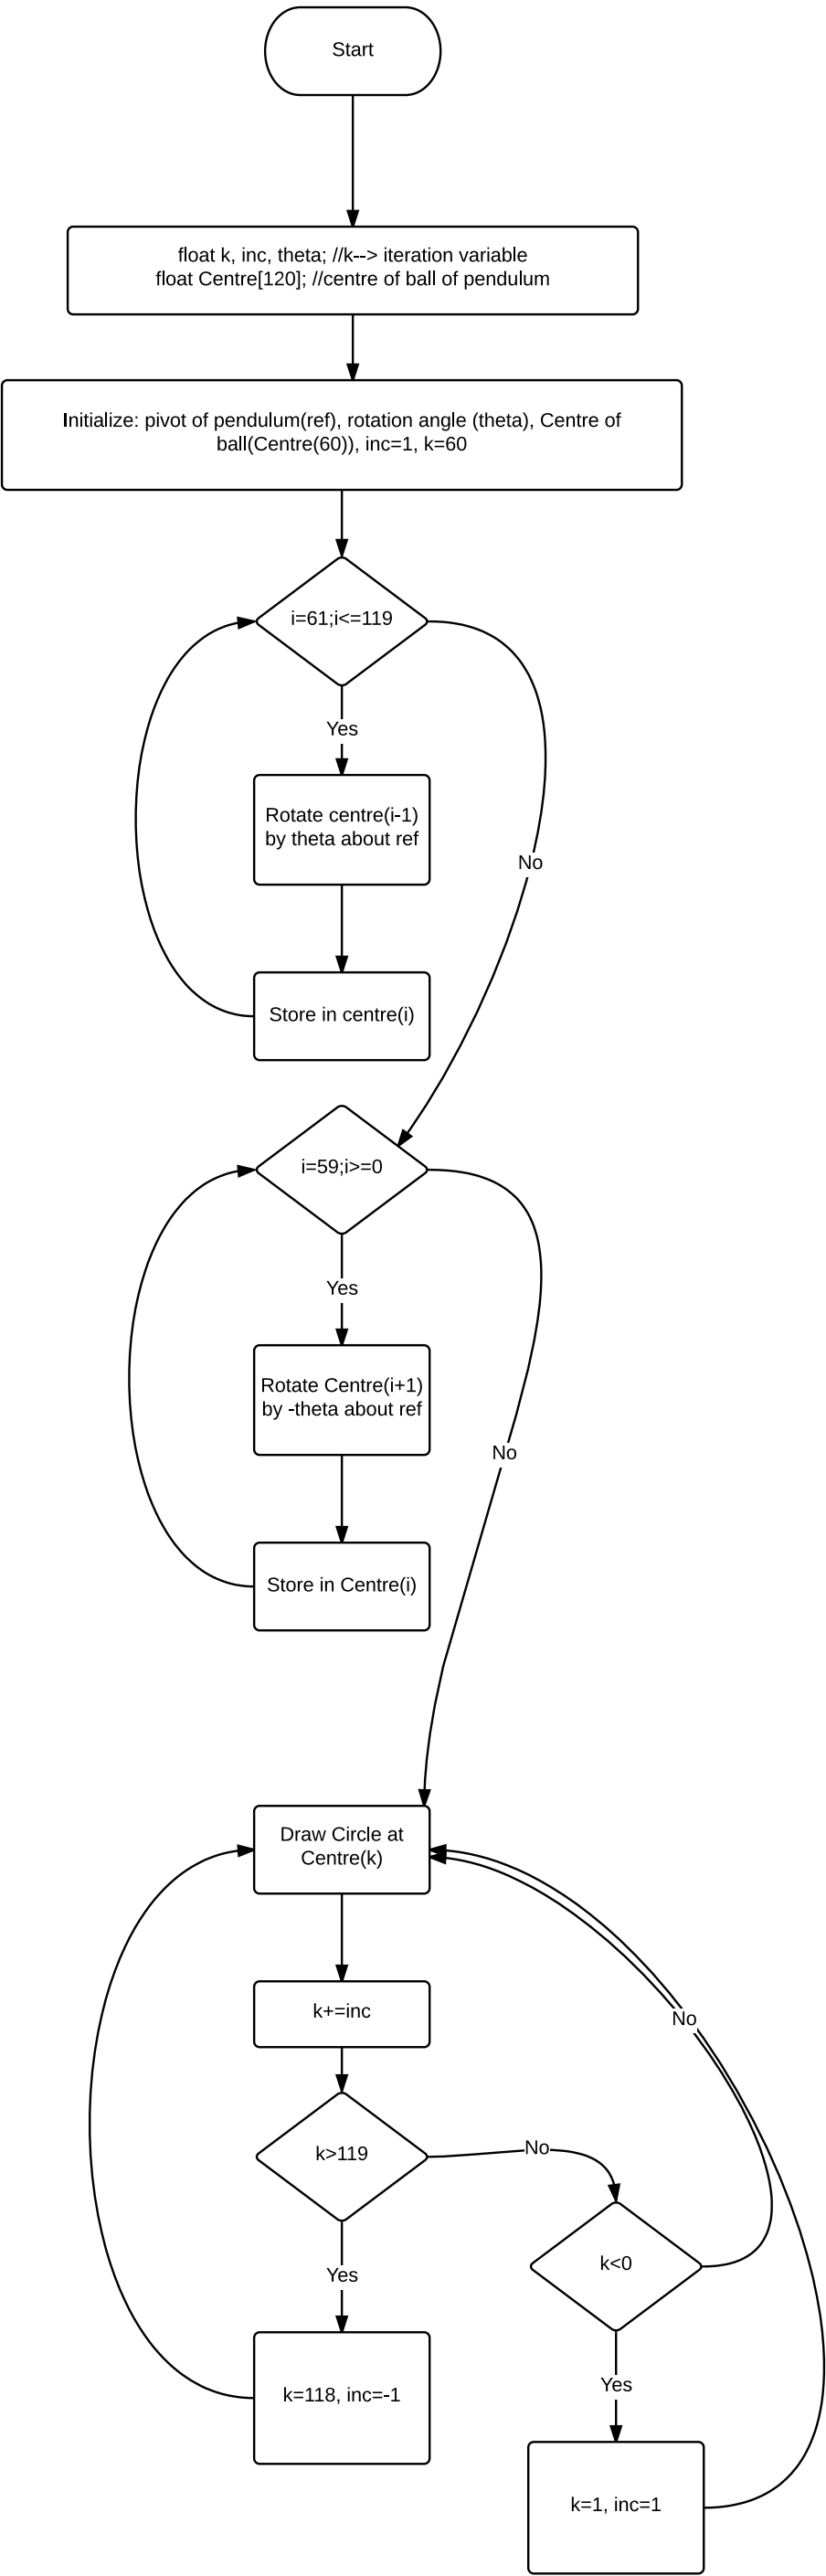 Start
float k, inc, theta; //k--> iteration variable
float Centre[120]; //centre of ball of pendulum
Initialize: pivot of pendulum(ref), rotation angle (theta), Centre of
ball(Centre(60)), inc=1, k=60
i=61;i<=119
Yes
Rotate centre(i-1)
by theta about ref
No
Store in centre(i)
i=59;i>=0
Yes
Rotate Centre(i+1)
by -theta about ref
No
Store in Centre(i)
Draw Circle at
Centre(k)
k+=inc
No
k>119
No
k<0
Yes
Yes
k=118, inc=-1
k=1, inc=1